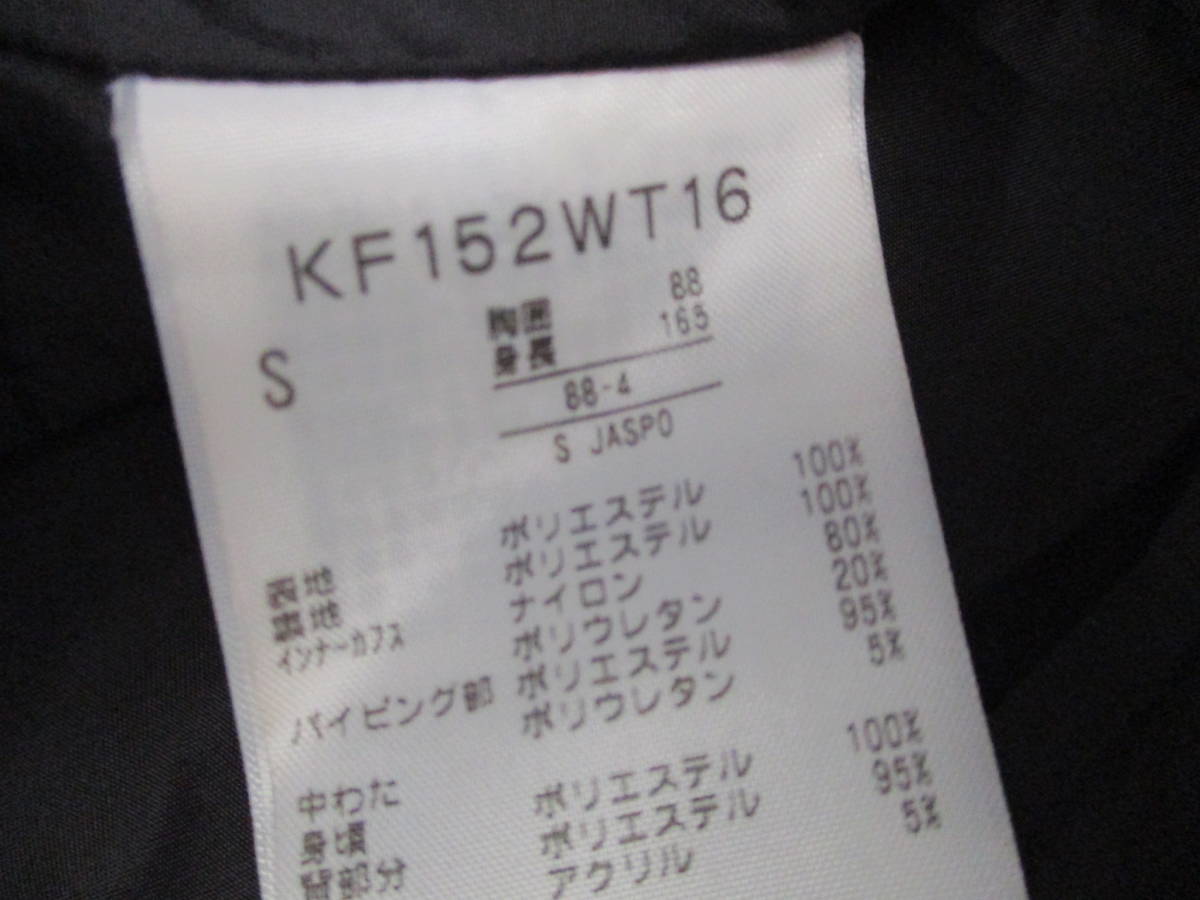 KF152WT16
S
胸囲 88
身長 165
88-4
S JASPO
表地 ポリエステル 100%
裏地 ポリエステル 100%
インナーカフス ナイロン 80%
ポリウレタン 20%
パイピング部 ポリエステル 95%
ポリウレタン 5%
中わた
身頃 ポリエステル 100%
背部分 ポリエステル 95%
アクリル 5%